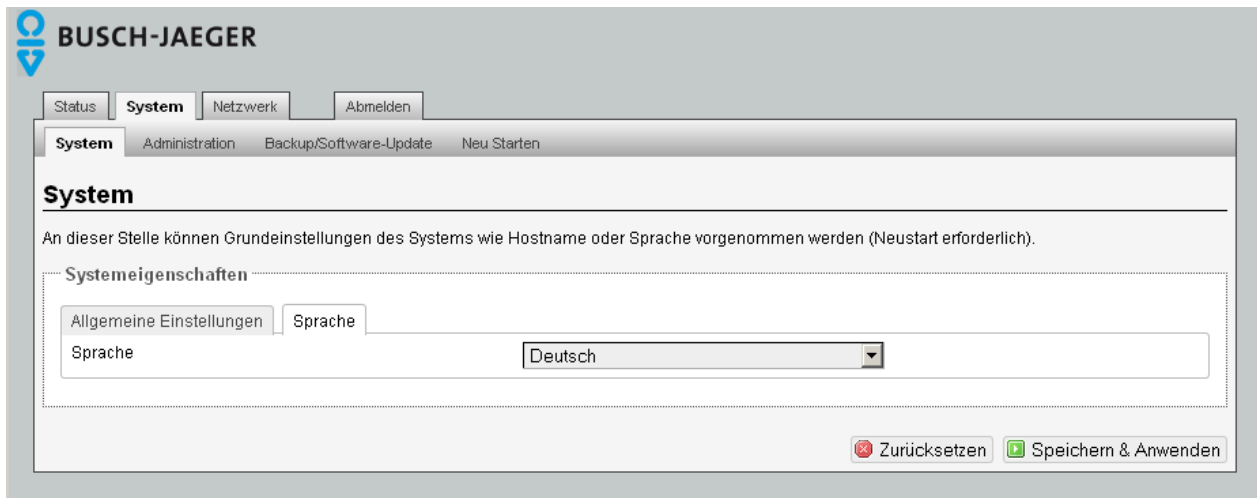 BUSCH-JAEGER
Status System Netzwerk Abmelden
System Administration Backup/Software-Update Neu Starten
System
An dieser Stelle können Grundeinstellungen des Systems wie Hostname oder Sprache vorgenommen werden (Neustart erforderlich).
Systemeigenschaften
Allgemeine Einstellungen Sprache
Sprache Deutsch
Zurücksetzen Speichern & Anwenden